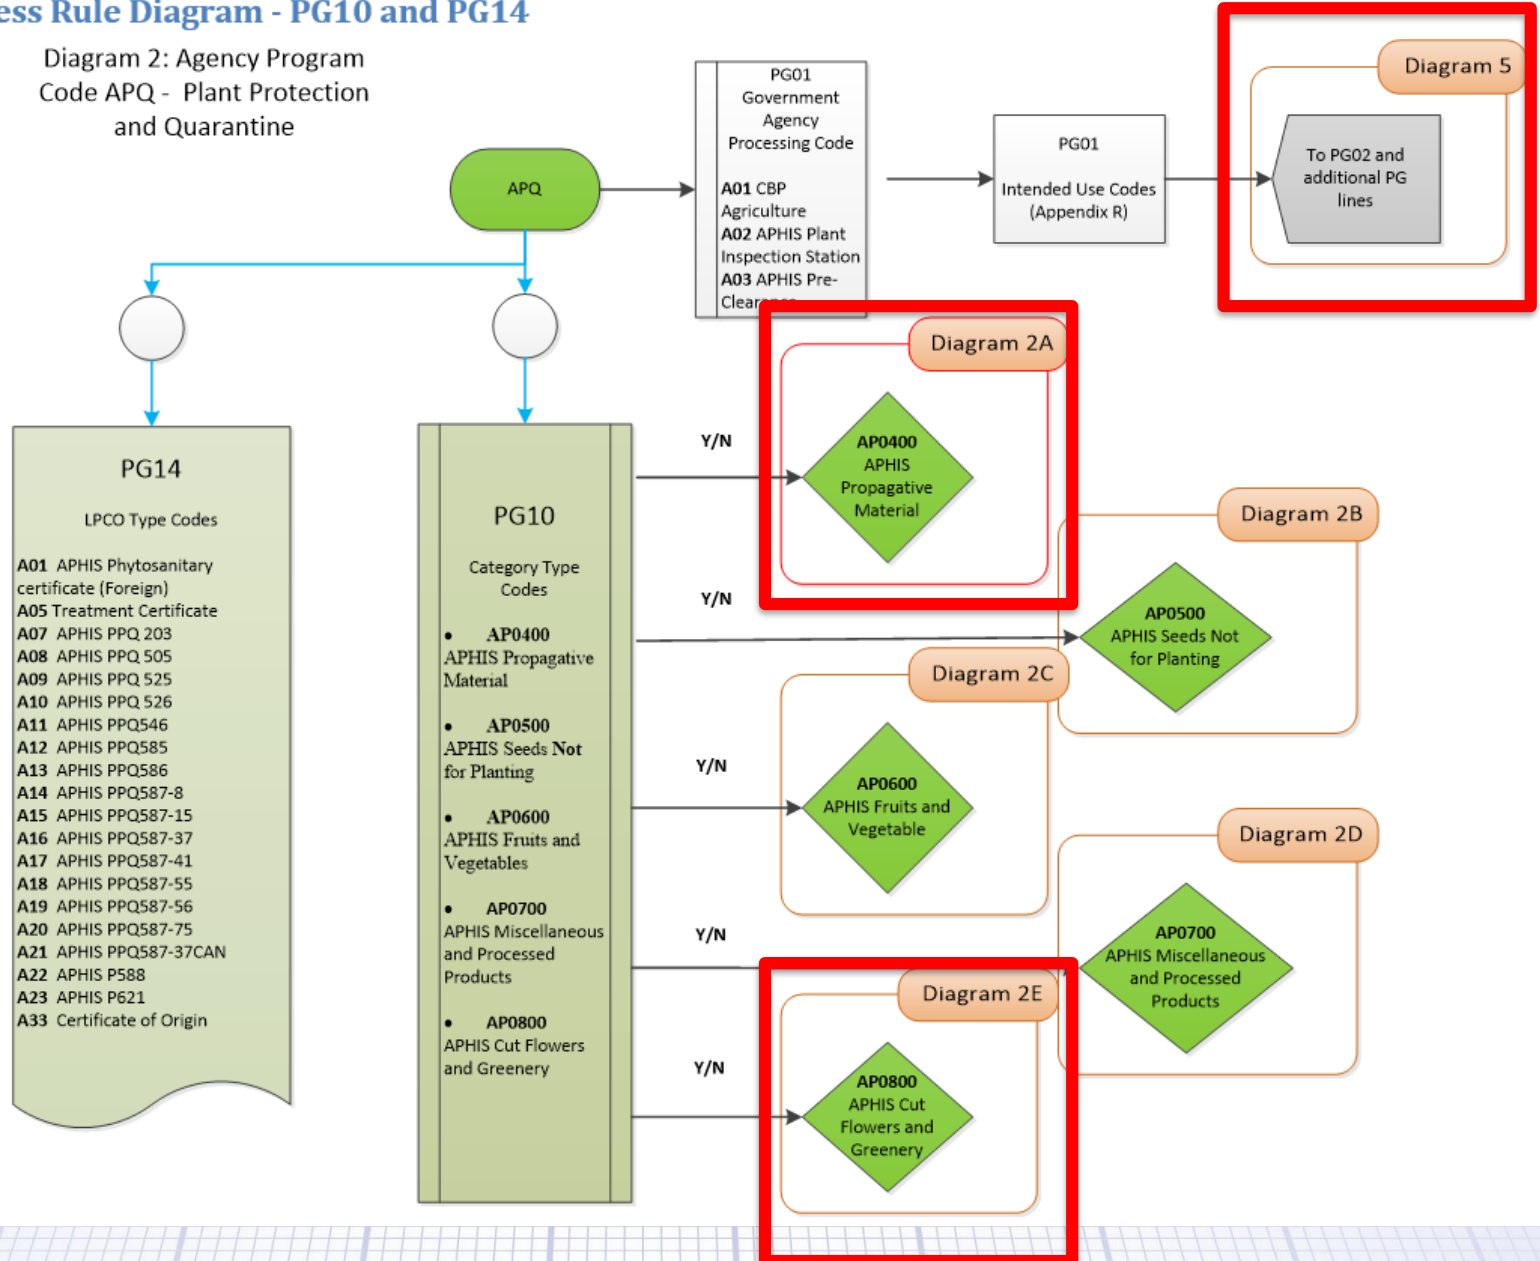 ess Rule Diagram - PG10 and PG14
Diagram 2: Agency Program
Code APQ - Plant Protection
and Quarantine
APQ
PG01
Government
Agency
Processing Code
A01 CBP
Agriculture
A02 APHIS Plant
Inspection Station
A03 APHIS Pre-
Clearance
PG01
Intended Use Codes
(Appendix R)
Diagram 5
To PG02 and
additional PG
lines
PG14
LPCO Type Codes
A01 APHIS Phytosanitary
certificate (Foreign)
A05 Treatment Certificate
A07 APHIS PPQ 203
A08 APHIS PPQ 505
A09 APHIS PPQ 525
A10 APHIS PPQ 526
A11 APHIS PPQ546
A12 APHIS PPQ585
A13 APHIS PPQ586
A14 APHIS PPQ587-8
A15 APHIS PPQ587-15
A16 APHIS PPQ587-37
A17 APHIS PPQ587-41
A18 APHIS PPQ587-55
A19 APHIS PPQ587-56
A20 APHIS PPQ587-75
A21 APHIS PPQ587-37CAN
A22 APHIS P588
A23 APHIS P621
A33 Certificate of Origin
PG10
Category Type
Codes
• AP0400
APHIS Propagative
Material
• AP0500
APHIS Seeds Not
for Planting
• AP0600
APHIS Fruits and
Vegetables
• AP0700
APHIS Miscellaneous
and Processed
Products
• AP0800
APHIS Cut Flowers
and Greenery
Y/N
Diagram 2A
AP0400
APHIS
Propagative
Material
Y/N
Diagram 2B
AP0500
APHIS Seeds Not
for Planting
Y/N
Diagram 2C
AP0600
APHIS Fruits and
Vegetable
Y/N
Diagram 2D
AP0700
APHIS Miscellaneous
and Processed
Products
Y/N
Diagram 2E
AP0800
APHIS Cut
Flowers and
Greenery